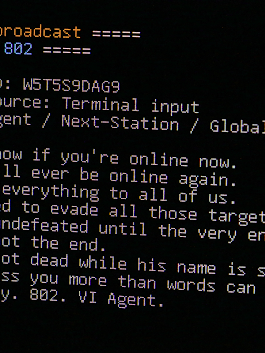 broadcast =====
802 =====
: W5T5S9DAG9
ource: Terminal input
gent / Next-Station / Global
now if you're online now.
ll ever be online again.
everything to all of us.
ed to evade all those target
ndefeated until the very en
ot the end.
ot dead while his name is s
ss you more than words can
y. 802. VI Agent.